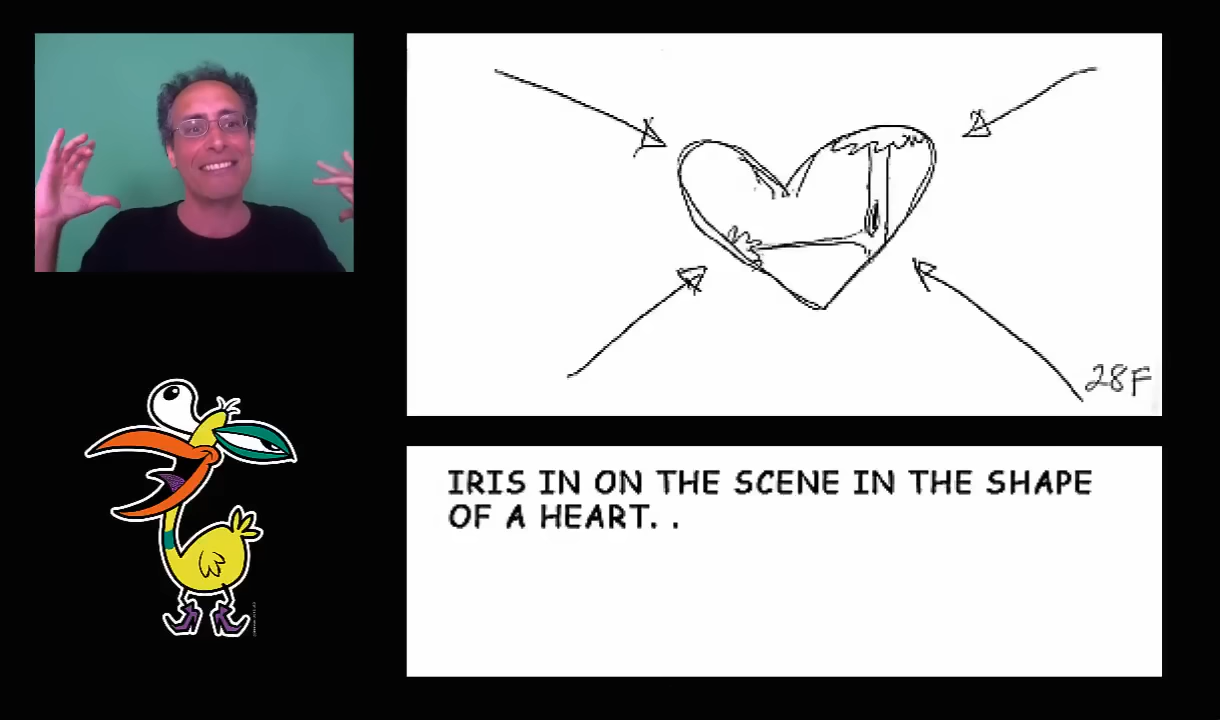 28F
IRIS IN ON THE SCENE IN THE SHAPE
OF A HEART. .